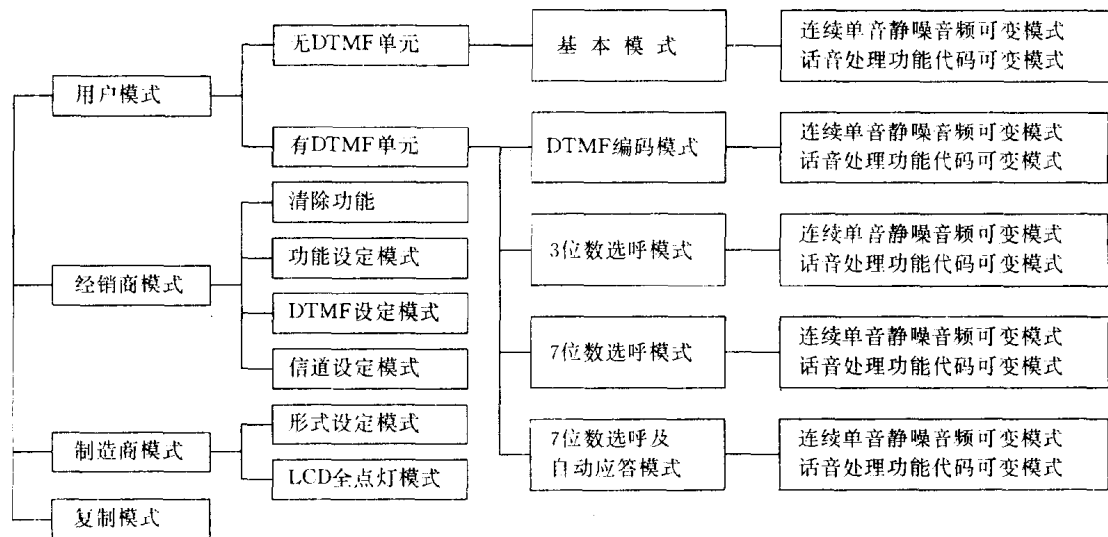 用户模式
经销商模式
制造商模式
复制模式
无DTMF单元
有DTMF单元
清除功能
功能设定模式
DTMF设定模式
信道设定模式
形式设定模式
LCD全点灯模式
基本模式
DTMF编码模式
3位数选呼模式
7位数选呼模式
7位数选呼及
自动应答模式
连续单音静噪音频可变模式
话音处理功能代码可变模式
连续单音静噪音频可变模式
话音处理功能代码可变模式
连续单音静噪音频可变模式
话音处理功能代码可变模式
连续单音静噪音频可变模式
话音处理功能代码可变模式
连续单音静噪音频可变模式
话音处理功能代码可变模式